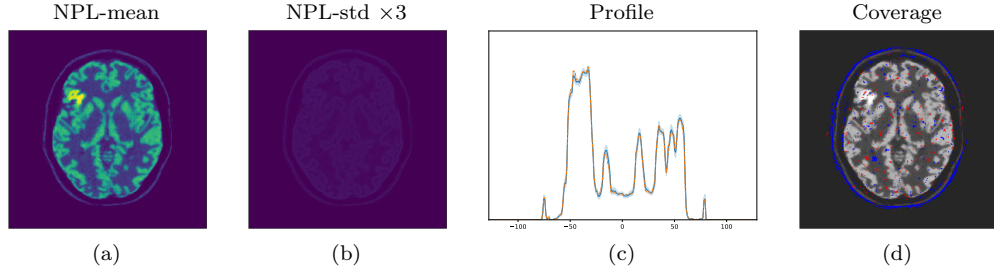 NPL-mean
NPL-std ×3
Profile
Coverage
−100 −50 0 50 100
(a)
(b)
(c)
(d)